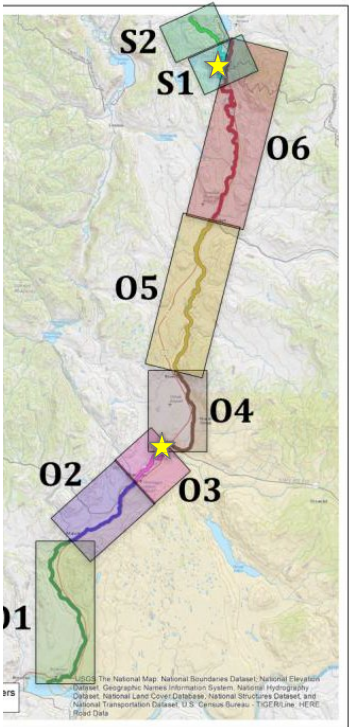 S2
S1
O6
O5
O4
O2
O3
O1
ers
USGS The National Map: National Boundaries Dataset, National Elevation
Dataset, Geographic Names Information System, National Hydrography
Dataset, National Land Cover Database, National Structures Dataset, and
National Transportation Dataset; U.S. Census Bureau - TIGER/Line; HERE
Road Data